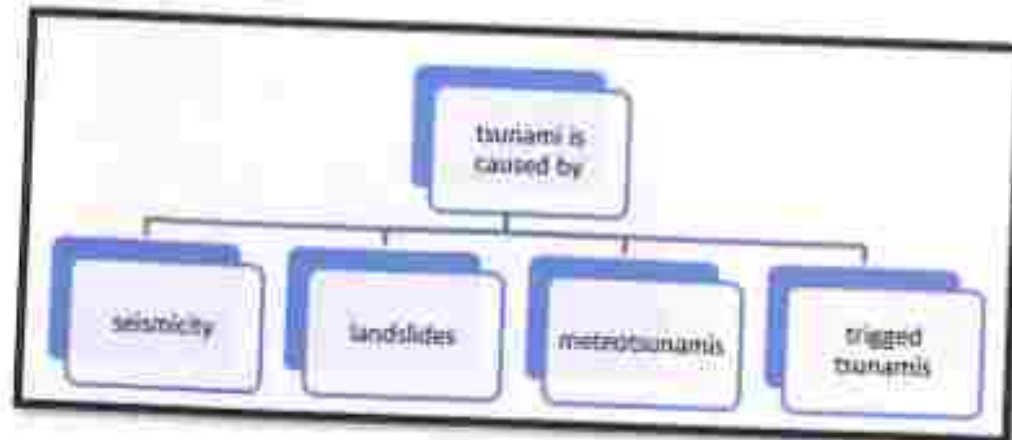 tsunami is
caused by
seismicity
landslides
meteotsunamis
trigged
tsunamis